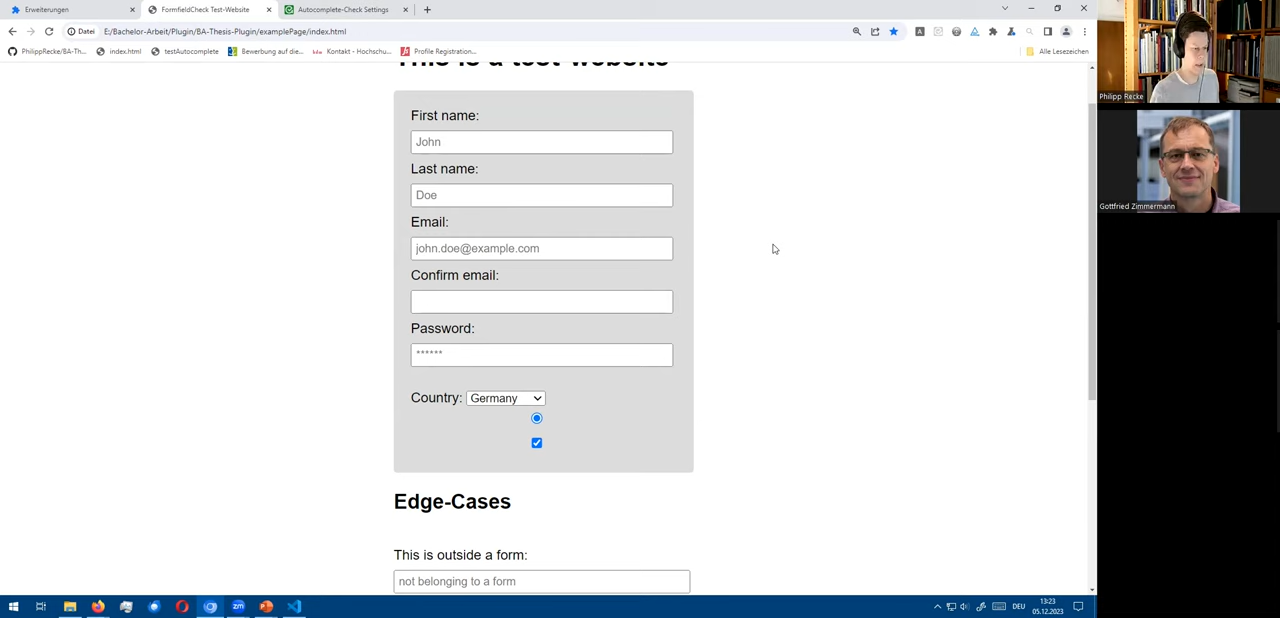 Erweiterungen
FormfieldCheck Test-Website
Autocomplete-Check Settings
Datei
E:/Bachelor-Arbeit/Plugin/BA-Thesis-Plugin/examplePage/index.html
PhilippRecke/BA-Th...
index.html
testAutocomplete
Bewerbung auf die...
Kontakt - Hochschu...
Profile Registration...
Alle Lesezeichen
This is a test-website
First name:
John
Last name:
Doe
Email:
john.doe@example.com
Confirm email:
Password:
******
Country: Germany
Edge-Cases
This is outside a form:
not belonging to a form
Philipp Recke
Gottfried Zimmermann
DEU
13:23
05.12.2023